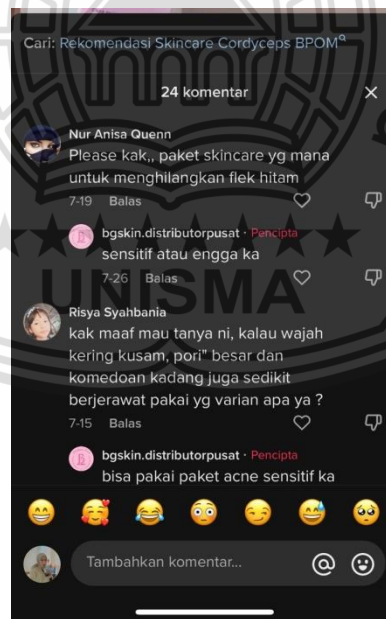 Cari: Rekomendasi Skincare Cordyceps BPOM
24 komentar
Nur Anisa Quenn
Please kak,, paket skincare yg mana
untuk menghilangkan flek hitam
7-19 Balas
bgskin.distributorpusat · Pencipta
sensitif atau engga ka
7-26 Balas
UNISMA
Risya Syahbania
kak maaf mau tanya ni, kalau wajah
kering kusam, pori" besar dan
komedoan kadang juga sedikit
berjerawat pakai yg varian apa ya ?
7-15 Balas
bgskin.distributorpusat · Pencipta
bisa pakai paket acne sensitif ka
Tambahkan komentar...